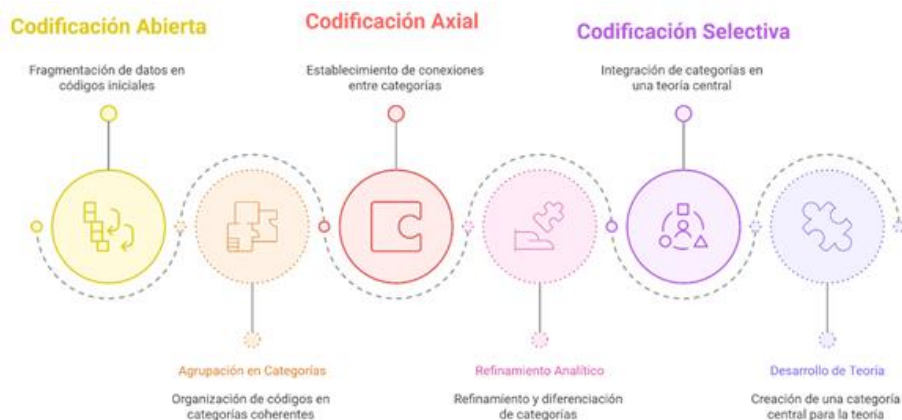 Codificación Abierta
Fragmentación de datos en
códigos iniciales
Codificación Axial
Establecimiento de conexiones
entre categorías
Codificación Selectiva
Integración de categorías en
una teoría central
Agrupación en Categorías
Organización de códigos en
categorías coherentes
Refinamiento Analítico
Refinamiento y diferenciación
de categorías
Desarrollo de Teoría
Creación de una categoría
central para la teoría